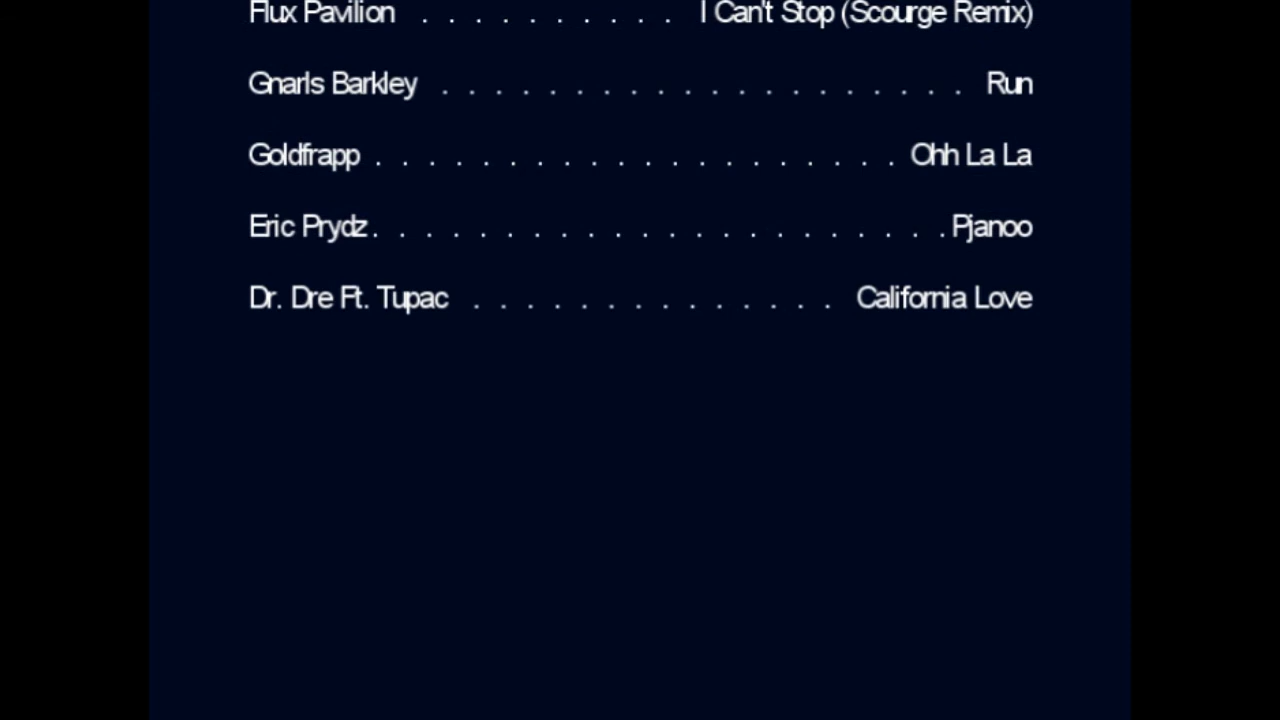 Flux Pavilion . . . . . . . . . . I Can't Stop (Scourge Remix)
Gnarls Barkley . . . . . . . . . . . . . . . . . . . . Run
Goldfrapp . . . . . . . . . . . . . . . . . . . . Ohh La La
Eric Prydz . . . . . . . . . . . . . . . . . . . . . . Pjanoo
Dr. Dre Ft. Tupac . . . . . . . . . . . . . . California Love